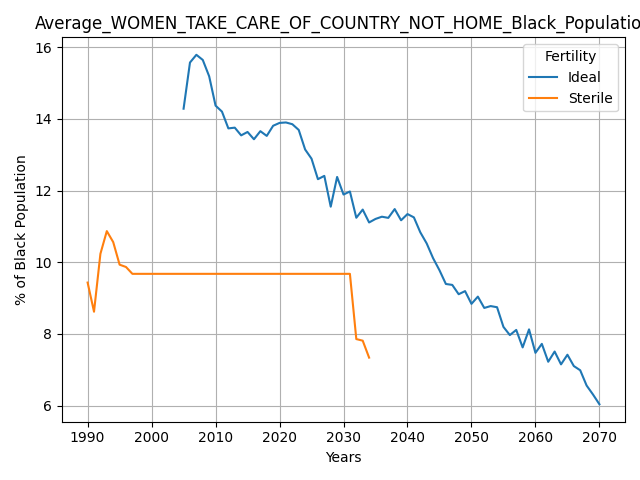 Average_WOMEN_TAKE_CARE_OF_COUNTRY_NOT_HOME_Black_Populatio
Fertility
Ideal
Sterile
% of Black Population
16
14
12
10
8
6
1990 2000 2010 2020 2030 2040 2050 2060 2070
Years